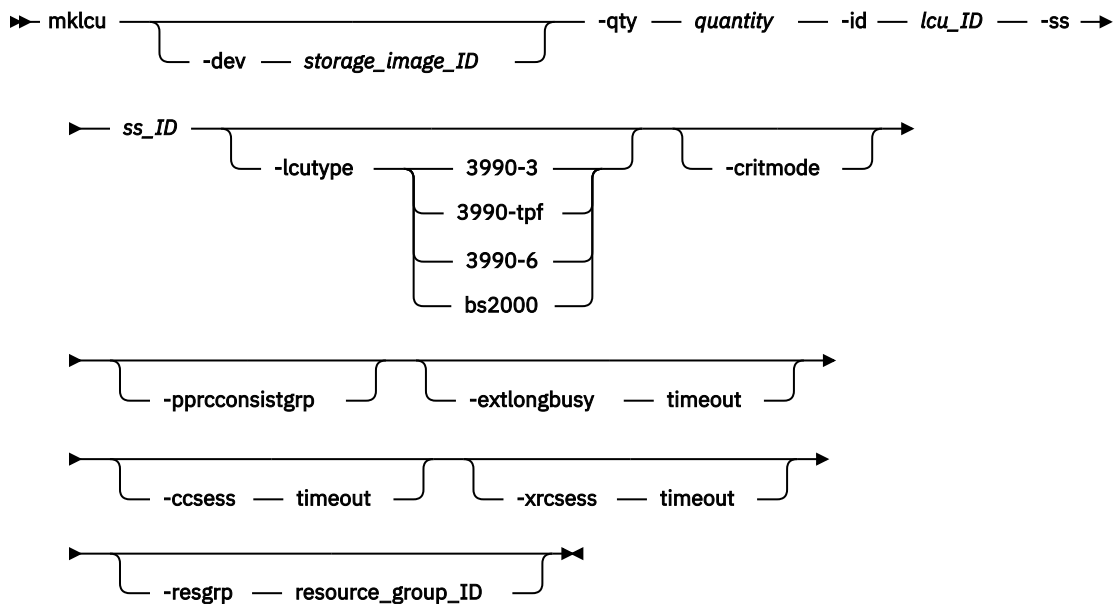 mklcu -qty quantity -id lcu_ID -ss
-dev storage_image_ID
ss_ID
-lcutype 3990-3 -critmode
3990-tpf
3990-6
bs2000
-pprcconsistgrp -extlongbusy timeout
-ccsess timeout -xrcsess timeout
-resgrp resource_group_ID